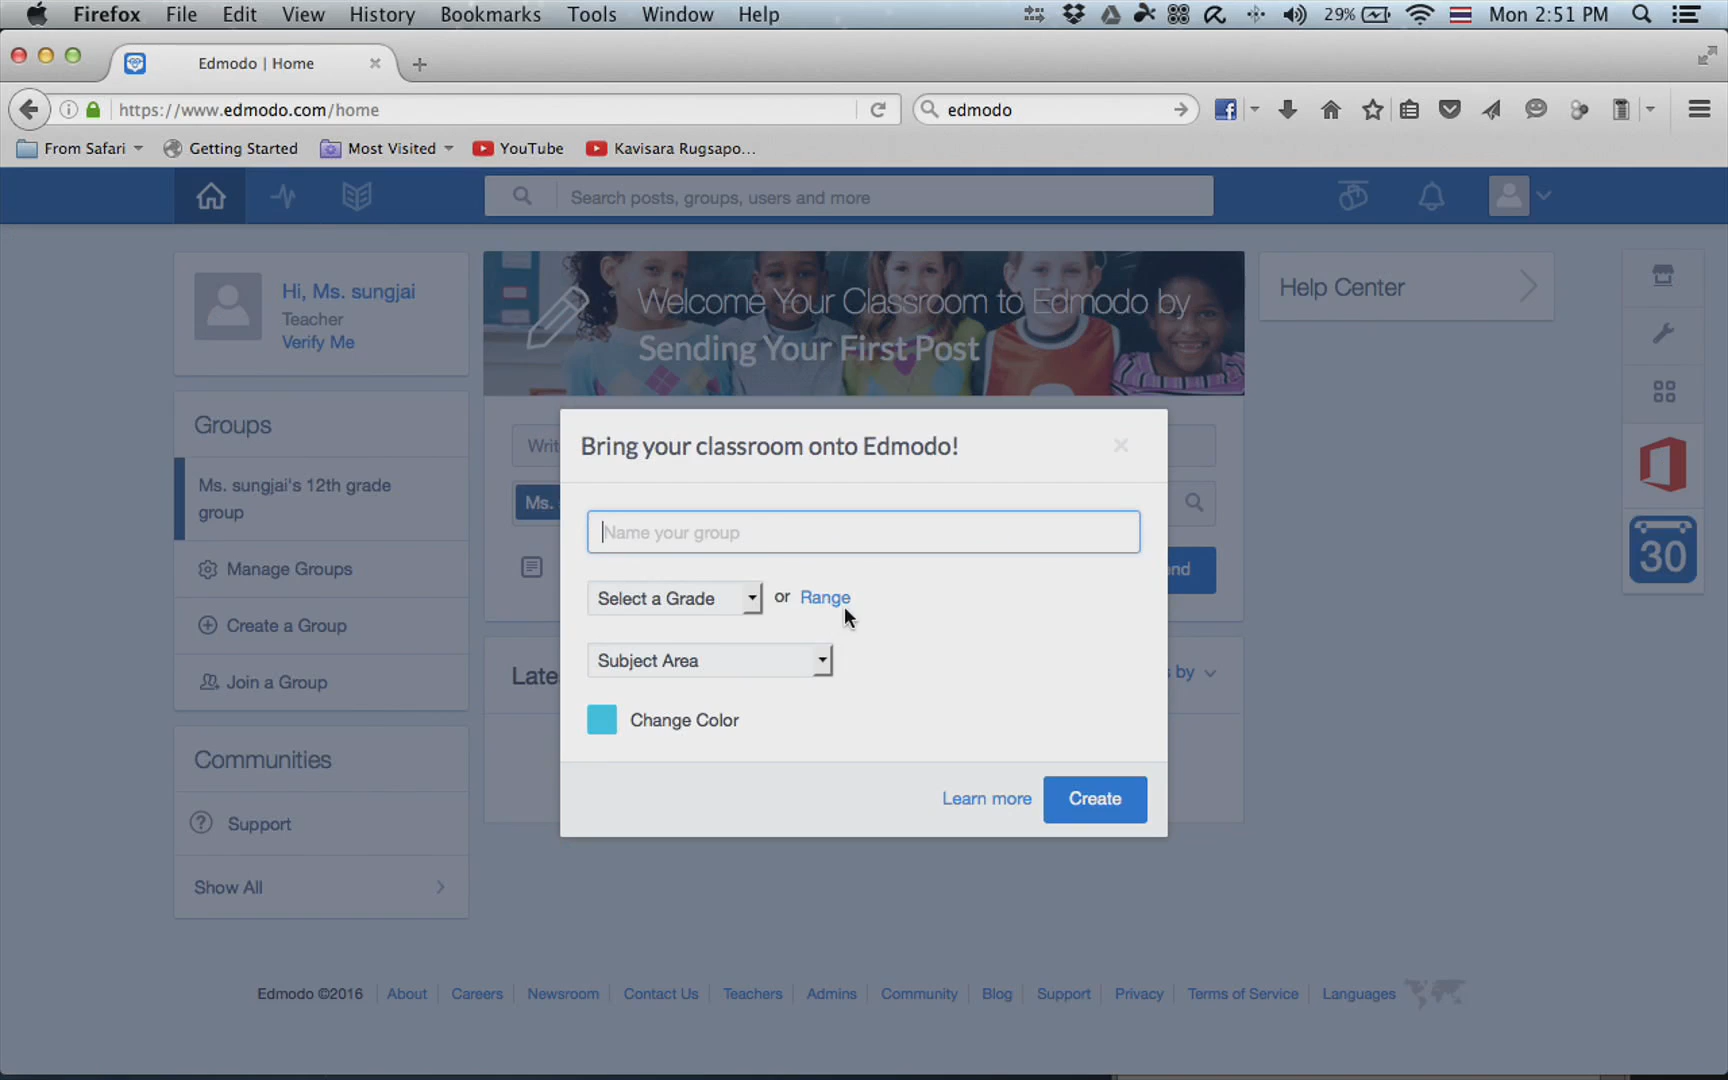 Firefox File Edit View History Bookmarks Tools Window Help 29% Mon 2:51 PM
Edmodo | Home
https://www.edmodo.com/home edmodo
From Safari Getting Started Most Visited YouTube Kavisara Rugsapo...
Search posts, groups, users and more
Hi, Ms. sungjai
Teacher
Verify Me
Welcome Your Classroom to Edmodo by
Sending Your First Post
Help Center
Groups
Ms. sungjai's 12th grade
group
Manage Groups
Create a Group
Join a Group
Communities
Support
Show All
Writ
Ms.
nd
Late
s by
30
Bring your classroom onto Edmodo!
Name your group
Select a Grade or Range
Subject Area
Change Color
Learn more Create
Edmodo ©2016 About Careers Newsroom Contact Us Teachers Admins Community Blog Support Privacy Terms of Service Languages